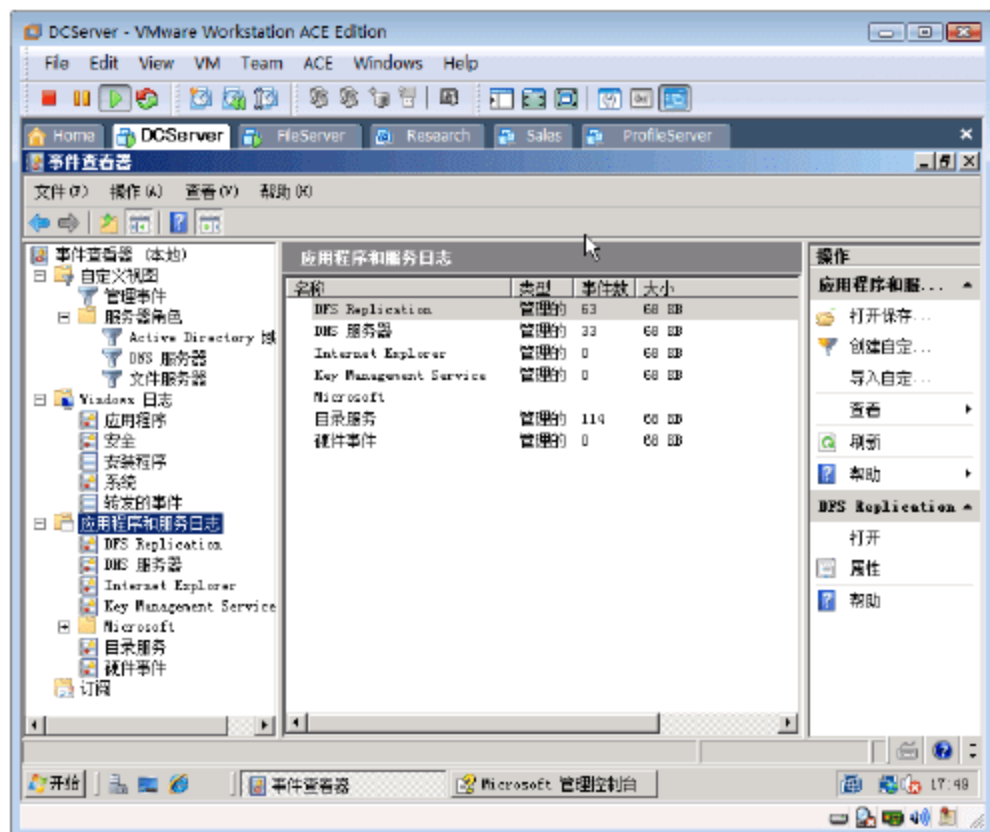 DCServer - VMware Workstation ACE Edition
File Edit View VM Team ACE Windows Help
Home DCServer FileServer Research Sales ProfileServer
事件查看器
文件(F) 操作(A) 查看(V) 帮助(H)
事件查看器 (本地)
自定义视图
管理事件
服务器角色
Active Directory 域
DNS 服务器
文件服务器
Windows 日志
应用程序
安全
安装程序
系统
转发的事件
应用程序和服务日志
DFS Replication
DNS 服务器
Internet Explorer
Key Management Service
Microsoft
目录服务
硬件事件
订阅
应用程序和服务日志
名称 类型 事件数 大小
DFS Replication 管理的 63 68 KB
DNS 服务器 管理的 33 68 KB
Internet Explorer 管理的 0 68 KB
Key Management Service 管理的 0 68 KB
Microsoft
目录服务 管理的 114 68 KB
硬件事件 管理的 0 68 KB
操作
应用程序和服...
打开保存...
创建自定...
导入自定...
查看
刷新
帮助
DFS Replication
打开
属性
帮助
开始 事件查看器 Microsoft 管理控制台 17:49